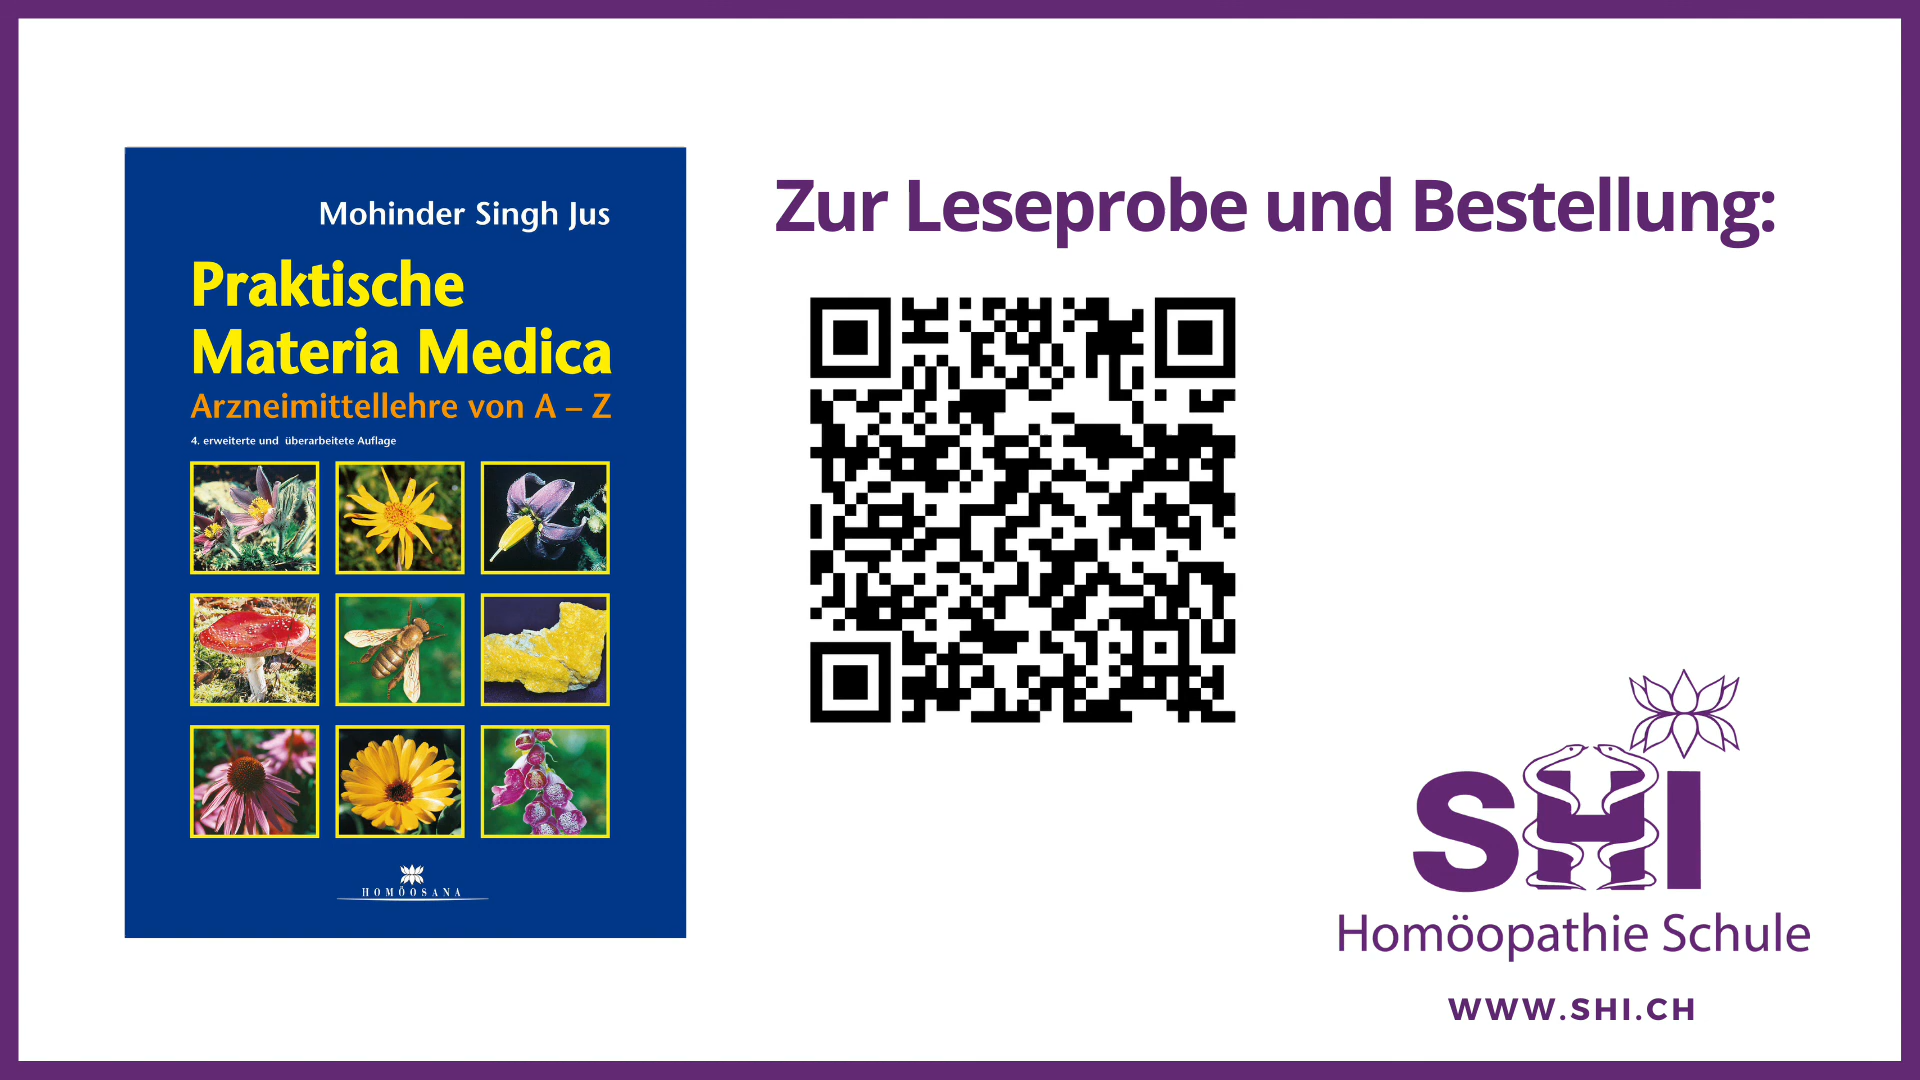 Mohinder Singh Jus
Praktische
Materia Medica
Arzneimittellehre von A – Z
4. erweiterte und überarbeitete Auflage
HOMÖOSANA
Zur Leseprobe und Bestellung:
SHI
Homöopathie Schule
WWW.SHI.CH